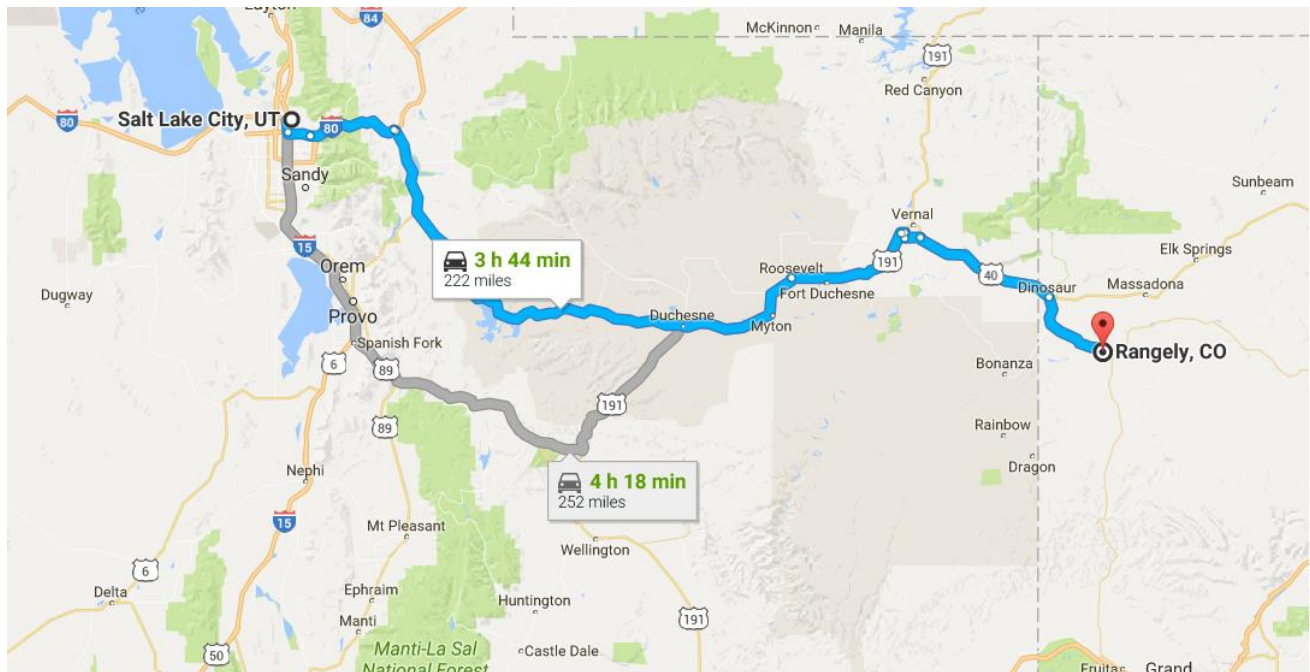 Layton
84
McKinnon
Manila
191
Red Canyon
80
Salt Lake City, UT
80
Sandy
Sunbeam
Vernal
15
3 h 44 min
222 miles
191
Elk Springs
Orem
Roosevelt
40
Dugway
Fort Duchesne
Dinosaur
Massadona
Provo
Duchesne
Myton
Spanish Fork
Rangely, CO
6
89
Bonanza
191
89
Rainbow
Dragon
Nephi
4 h 18 min
252 miles
15
Mt Pleasant
Wellington
6
Delta
Ephraim
Huntington
Manti
191
50
Manti-La Sal
National Forest
Castle Dale
Fruita
Grand